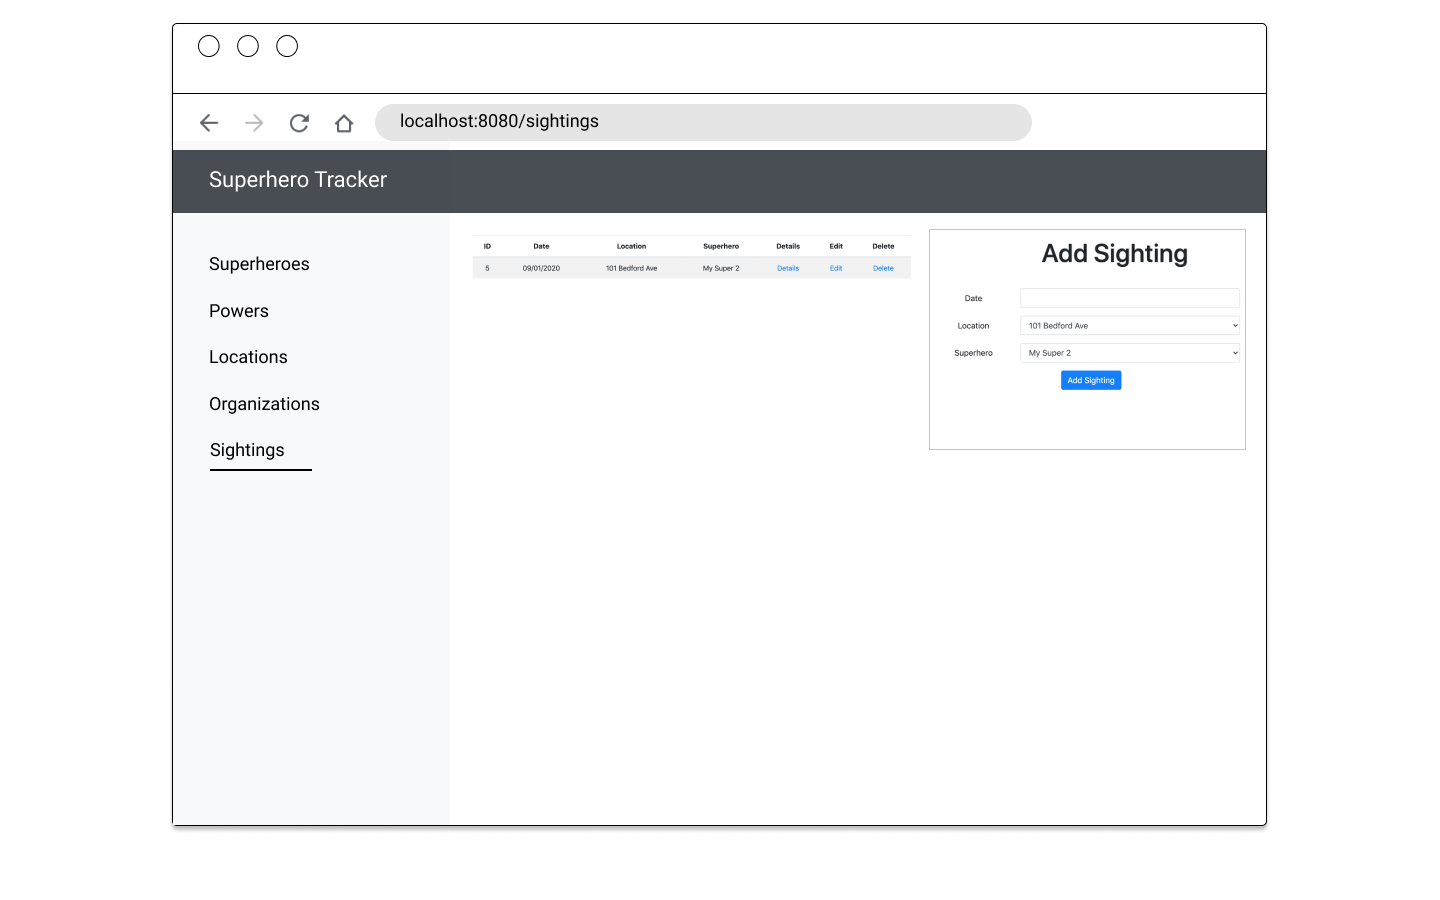 localhost:8080/sightings
Superhero Tracker
Superheroes
Powers
Locations
Organizations
Sightings
ID Date Location Superhero Details Edit Delete
5 09/01/2020 101 Bedford Ave My Super 2 Details Edit Delete
Add Sighting
Date
Location 101 Bedford Ave
Superhero My Super 2
Add Sighting